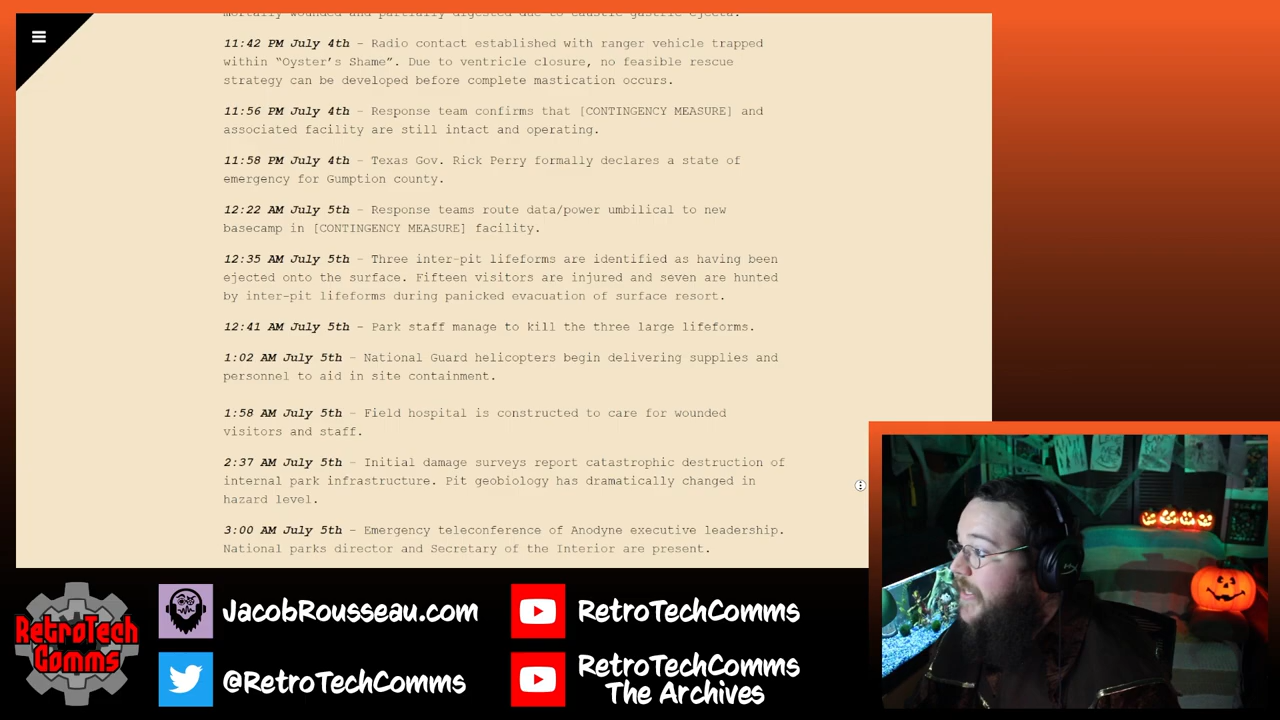 mortally wounded and partially digested due to caustic gastric ejecta.
11:42 PM July 4th – Radio contact established with ranger vehicle trapped
within “Oyster’s Shame”. Due to ventricle closure, no feasible rescue
strategy can be developed before complete mastication occurs.
11:56 PM July 4th – Response team confirms that [CONTINGENCY MEASURE] and
associated facility are still intact and operating.
11:58 PM July 4th – Texas Gov. Rick Perry formally declares a state of
emergency for Gumption county.
12:22 AM July 5th – Response teams route data/power umbilical to new
basecamp in [CONTINGENCY MEASURE] facility.
12:35 AM July 5th – Three inter-pit lifeforms are identified as having been
ejected onto the surface. Fifteen visitors are injured and seven are hunted
by inter-pit lifeforms during panicked evacuation of surface resort.
12:41 AM July 5th – Park staff manage to kill the three large lifeforms.
1:02 AM July 5th – National Guard helicopters begin delivering supplies and
personnel to aid in site containment.
1:58 AM July 5th – Field hospital is constructed to care for wounded
visitors and staff.
2:37 AM July 5th – Initial damage surveys report catastrophic destruction of
internal park infrastructure. Pit geobiology has dramatically changed in
hazard level.
3:00 AM July 5th – Emergency teleconference of Anodyne executive leadership.
National parks director and Secretary of the Interior are present.
RetroTech
Comms
JacobRousseau.com
@RetroTechComms
RetroTechComms
RetroTechComms
The Archives